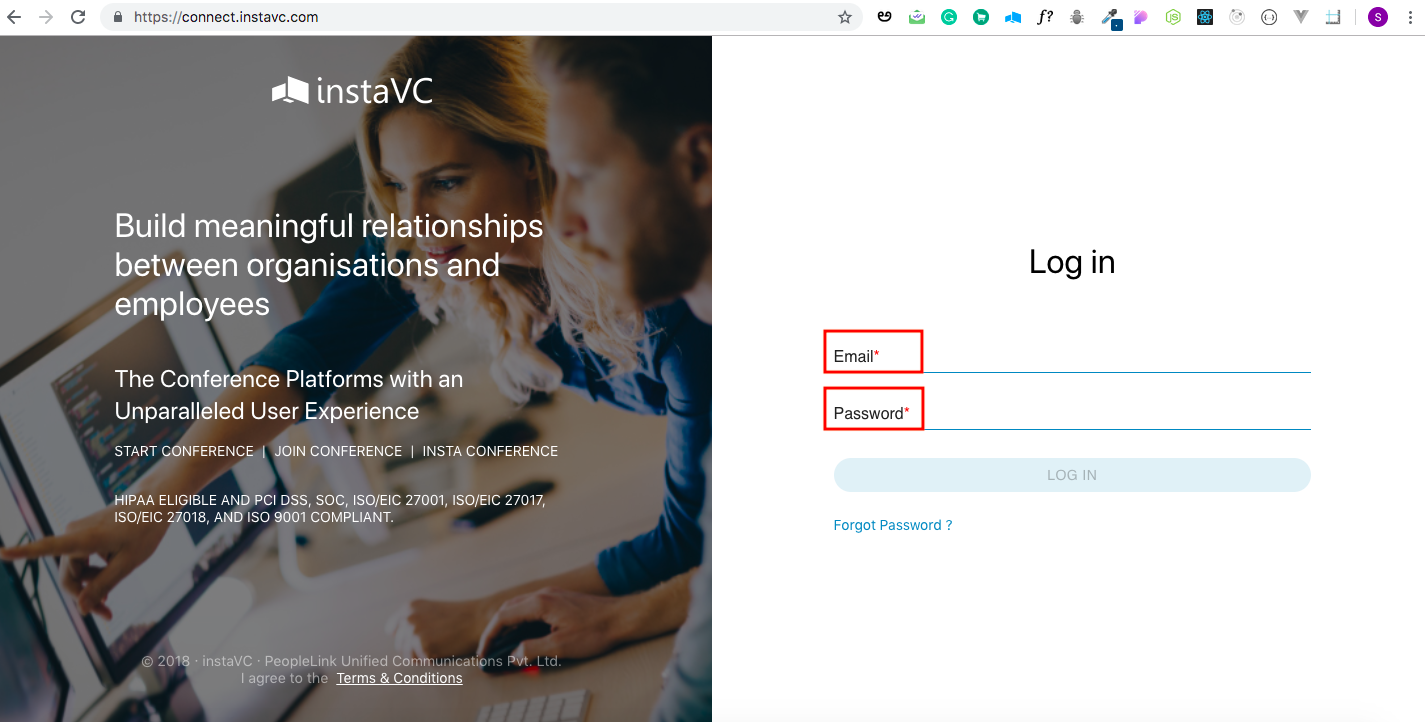 https://connect.instavc.com
f?
S
instaVC
Build meaningful relationships
between organisations and
employees
The Conference Platforms with an
Unparalleled User Experience
START CONFERENCE | JOIN CONFERENCE | INSTA CONFERENCE
HIPAA ELIGIBLE AND PCI DSS, SOC, ISO/EIC 27001, ISO/EIC 27017,
ISO/EIC 27018, AND ISO 9001 COMPLIANT.
© 2018 · instaVC · PeopleLink Unified Communications Pvt. Ltd.
I agree to the Terms & Conditions
Log in
Email*
Password*
LOG IN
Forgot Password ?